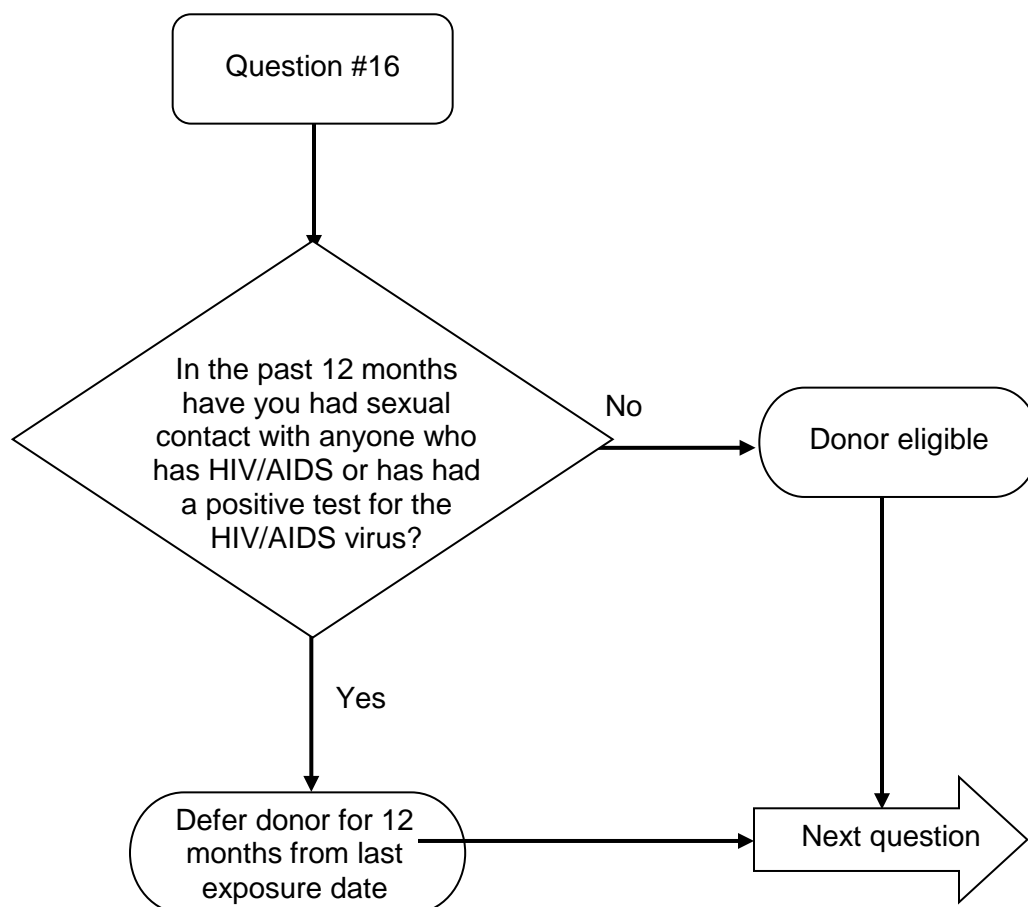 Question #16
In the past 12 months
have you had sexual
contact with anyone who
has HIV/AIDS or has had
a positive test for the
HIV/AIDS virus?
No
Donor eligible
Yes
Defer donor for 12
months from last
exposure date
Next question